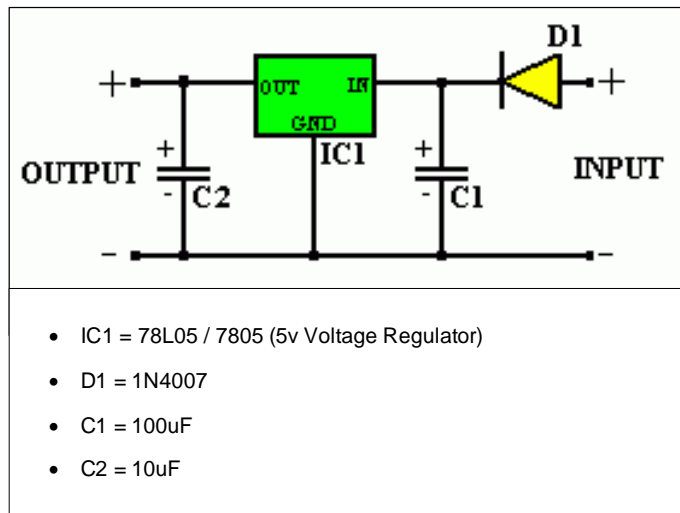 D1
+ OUT IN +
GND
+ IC1 +
OUTPUT INPUT
- C2 - C1
- -
• IC1 = 78L05 / 7805 (5v Voltage Regulator)
• D1 = 1N4007
• C1 = 100uF
• C2 = 10uF